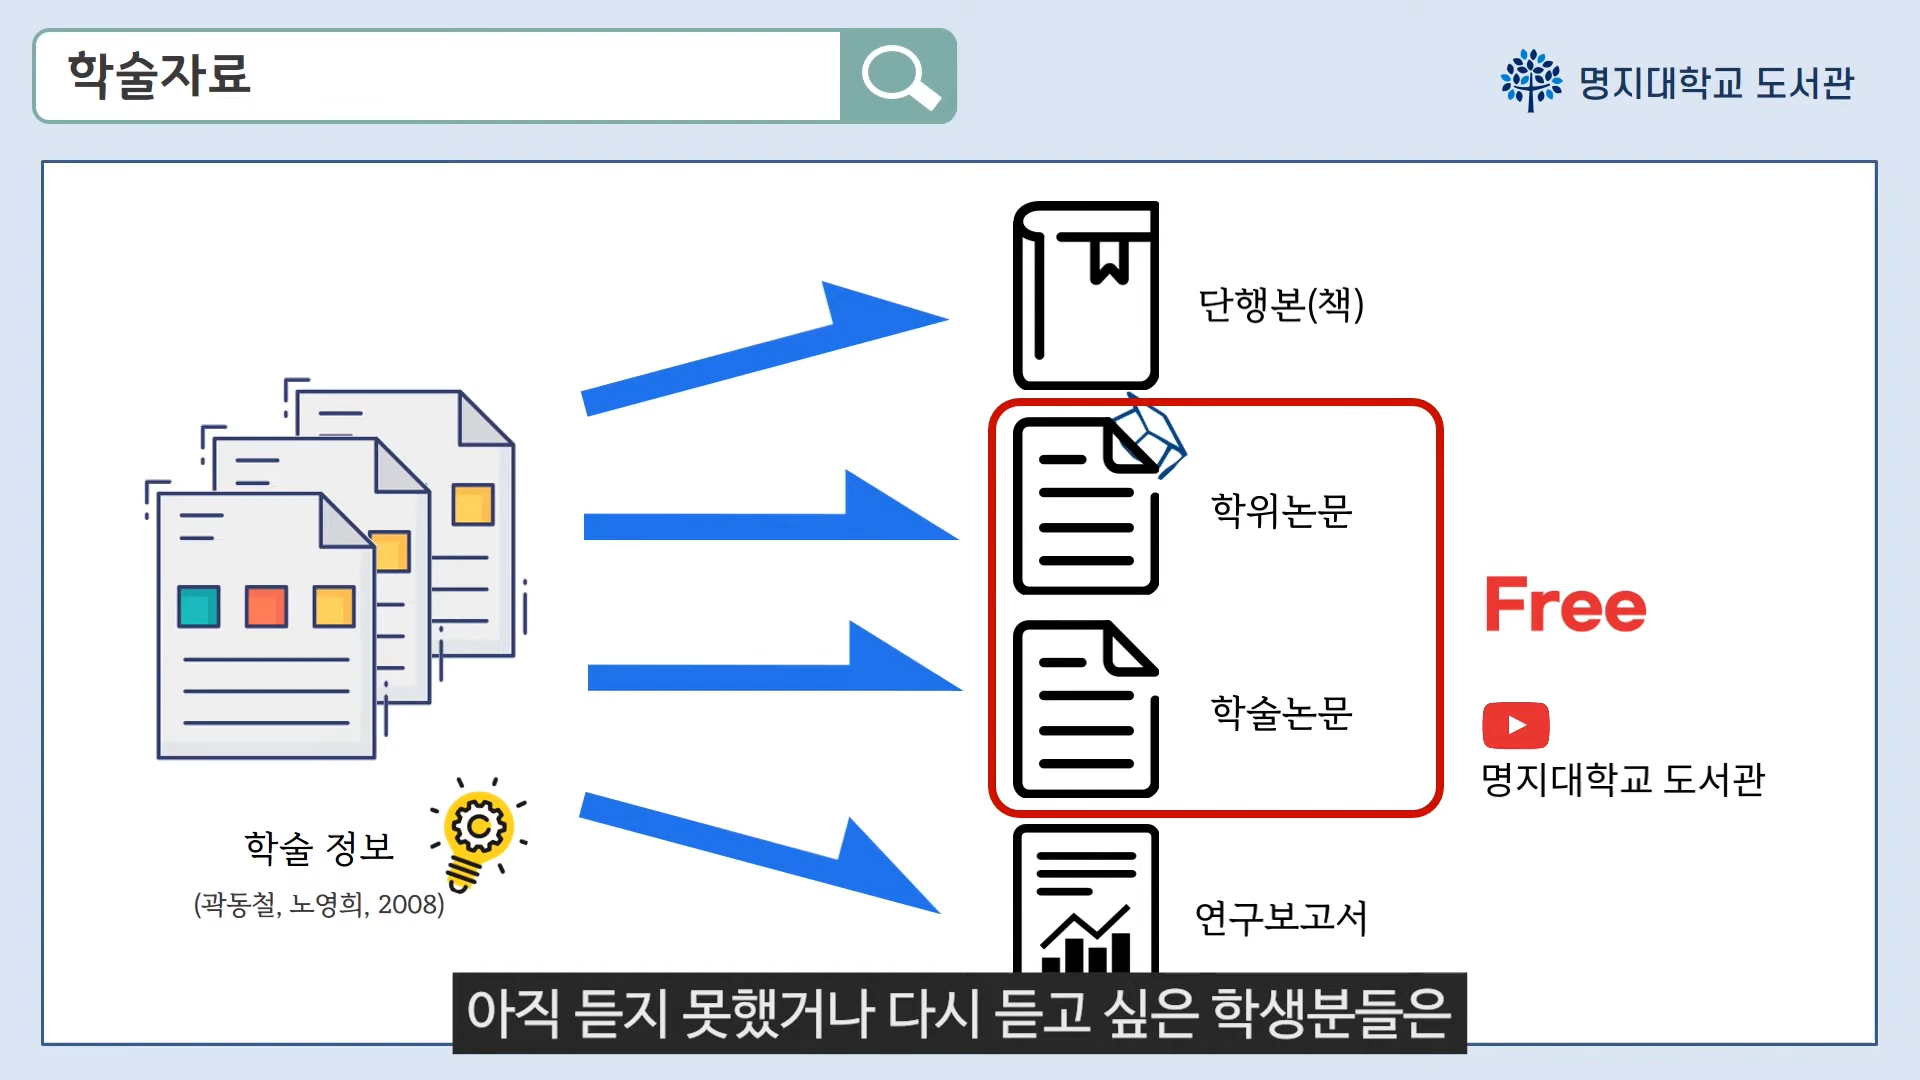 학술자료
명지대학교 도서관
단행본(책)
학위논문
학술논문
Free
명지대학교 도서관
학술 정보
(곽동철, 노영희, 2008)
연구보고서
아직 듣지 못했거나 다시 듣고 싶은 학생분들은